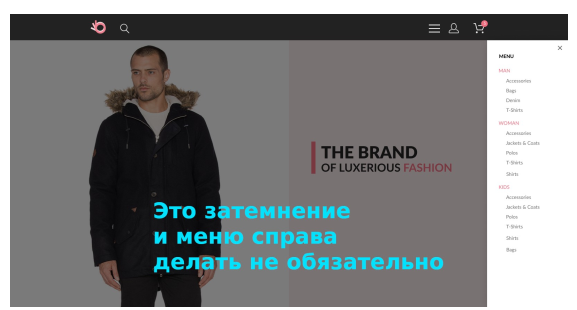 MENU
MAN
Accessories
Bags
Denim
T-Shirts
WOMAN
Accessories
Jackets & Coats
Polos
T-Shirts
Shirts
KIDS
Accessories
Jackets & Coats
Polos
T-Shirts
Shirts
Bags
THE BRAND
OF LUXERIOUS FASHION
Это затемнение
и меню справа
делать не обязательно